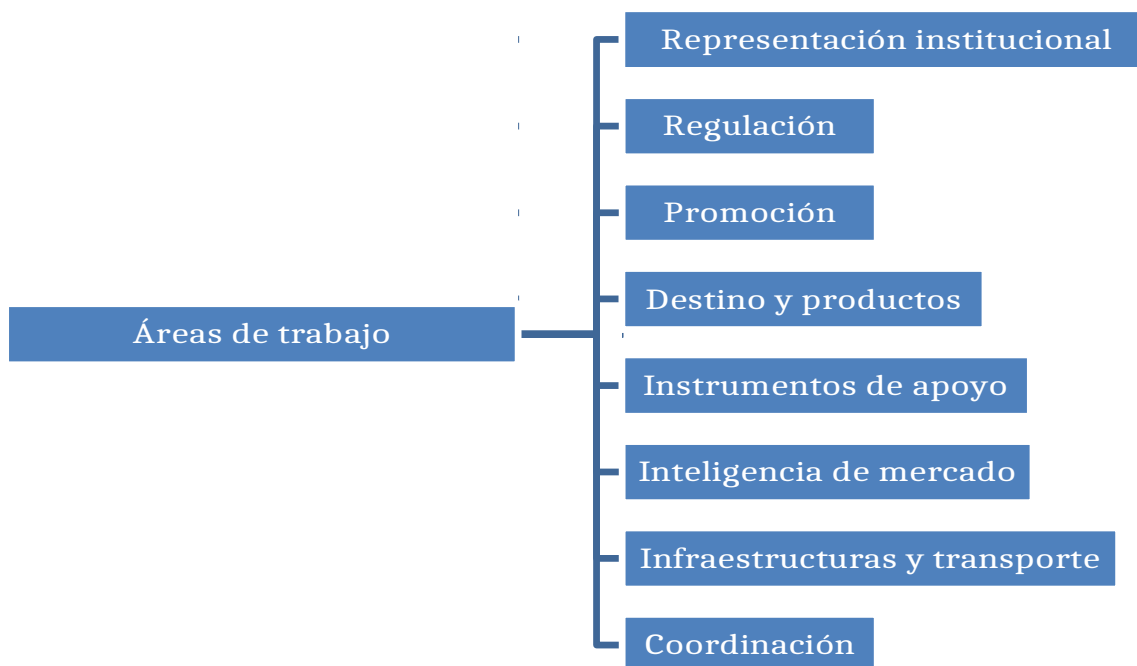 Representación institucional
Regulación
Promoción
Destino y productos
Áreas de trabajo
Instrumentos de apoyo
Inteligencia de mercado
Infraestructuras y transporte
Coordinación